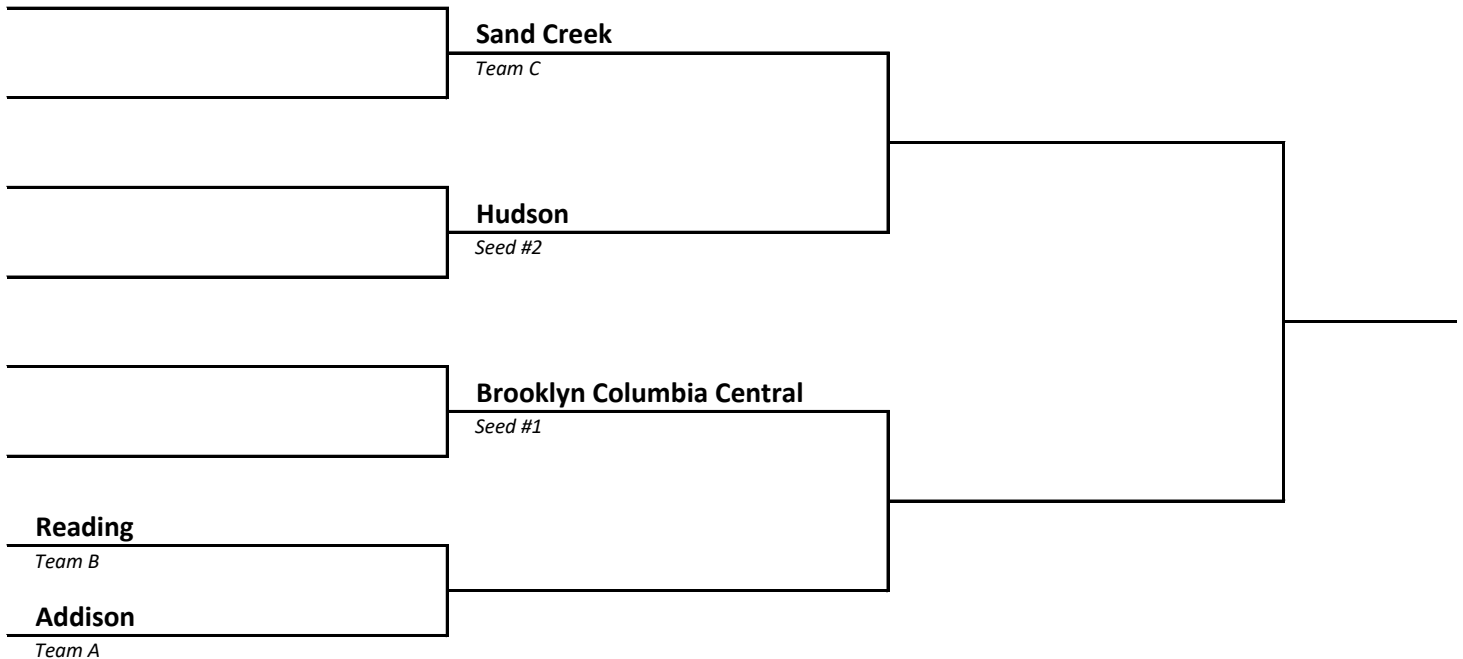 Sand Creek
Team C
Hudson
Seed #2
Brooklyn Columbia Central
Seed #1
Reading
Team B
Addison
Team A